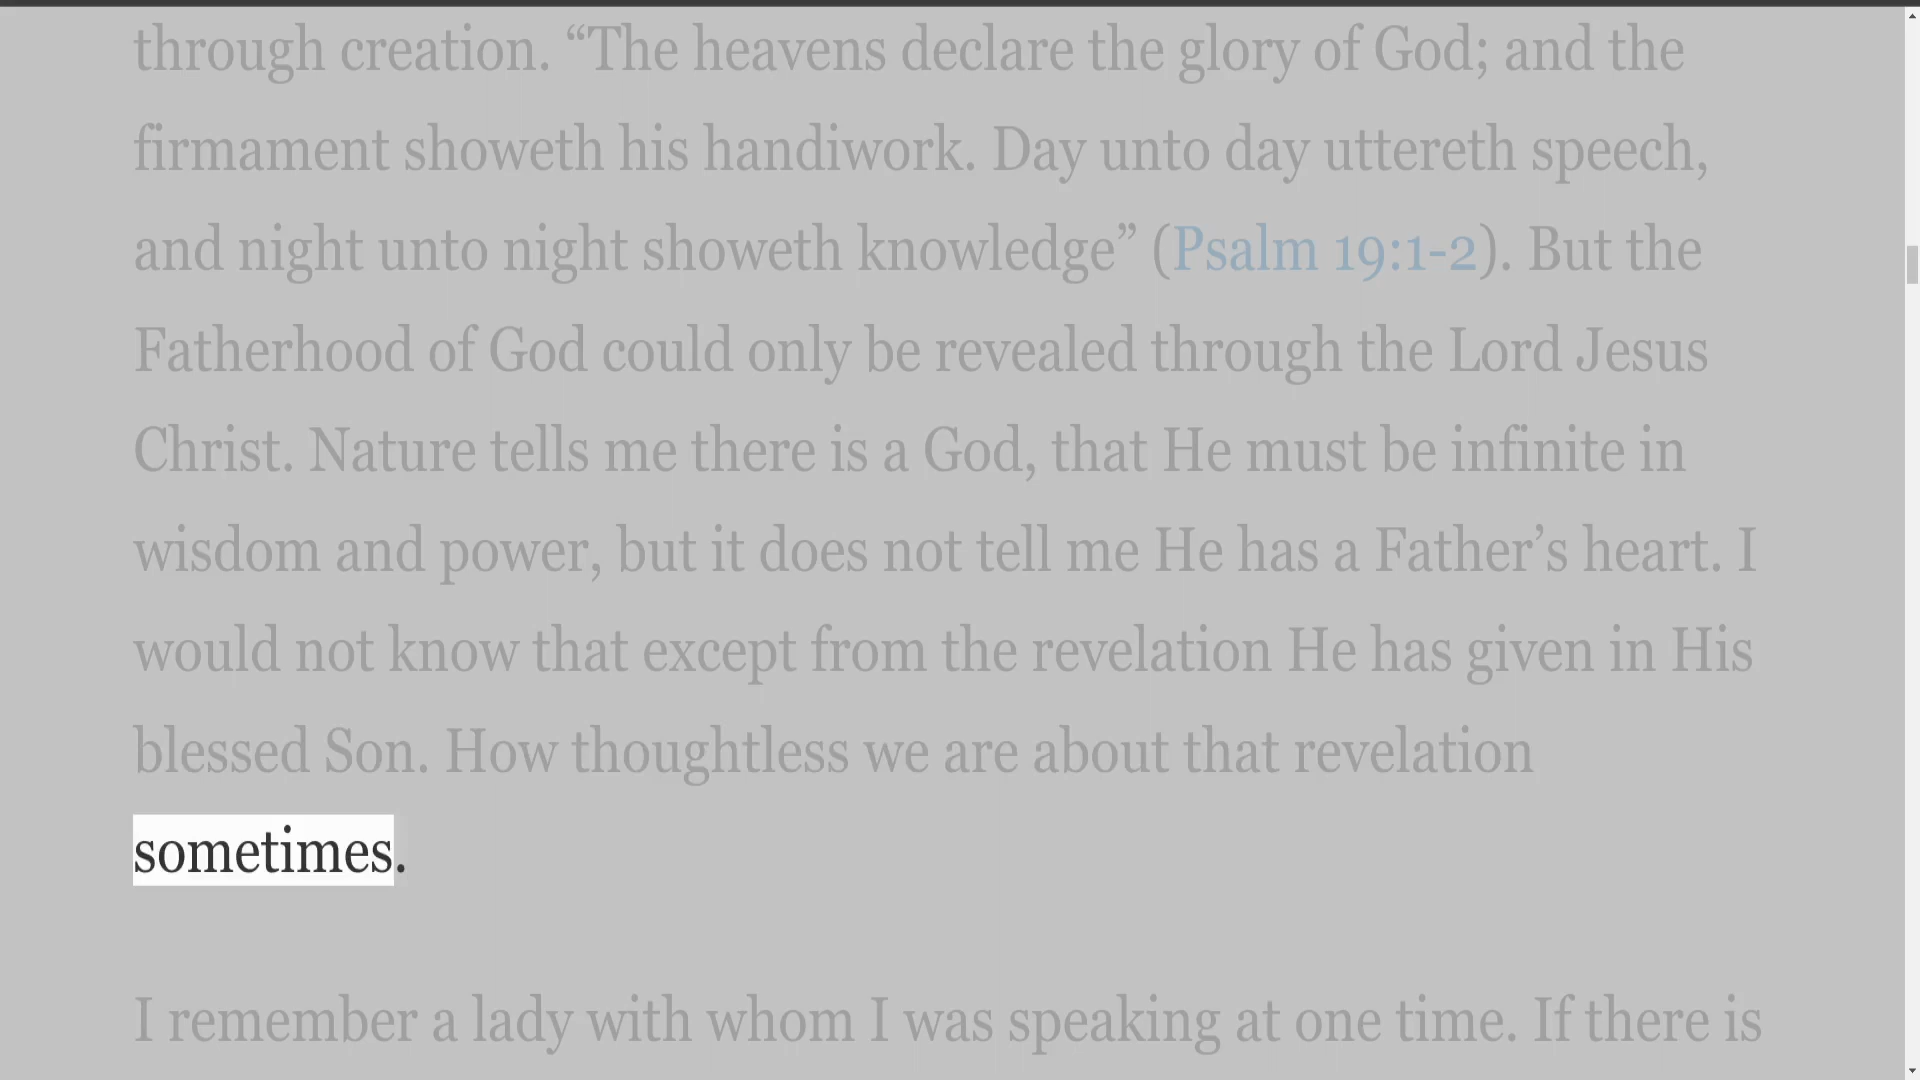 through creation. “The heavens declare the glory of God; and the
firmament showeth his handiwork. Day unto day uttereth speech,
and night unto night showeth knowledge” (Psalm 19:1-2). But the
Fatherhood of God could only be revealed through the Lord Jesus
Christ. Nature tells me there is a God, that He must be infinite in
wisdom and power, but it does not tell me He has a Father’s heart. I
would not know that except from the revelation He has given in His
blessed Son. How thoughtless we are about that revelation
sometimes.
I remember a lady with whom I was speaking at one time. If there is